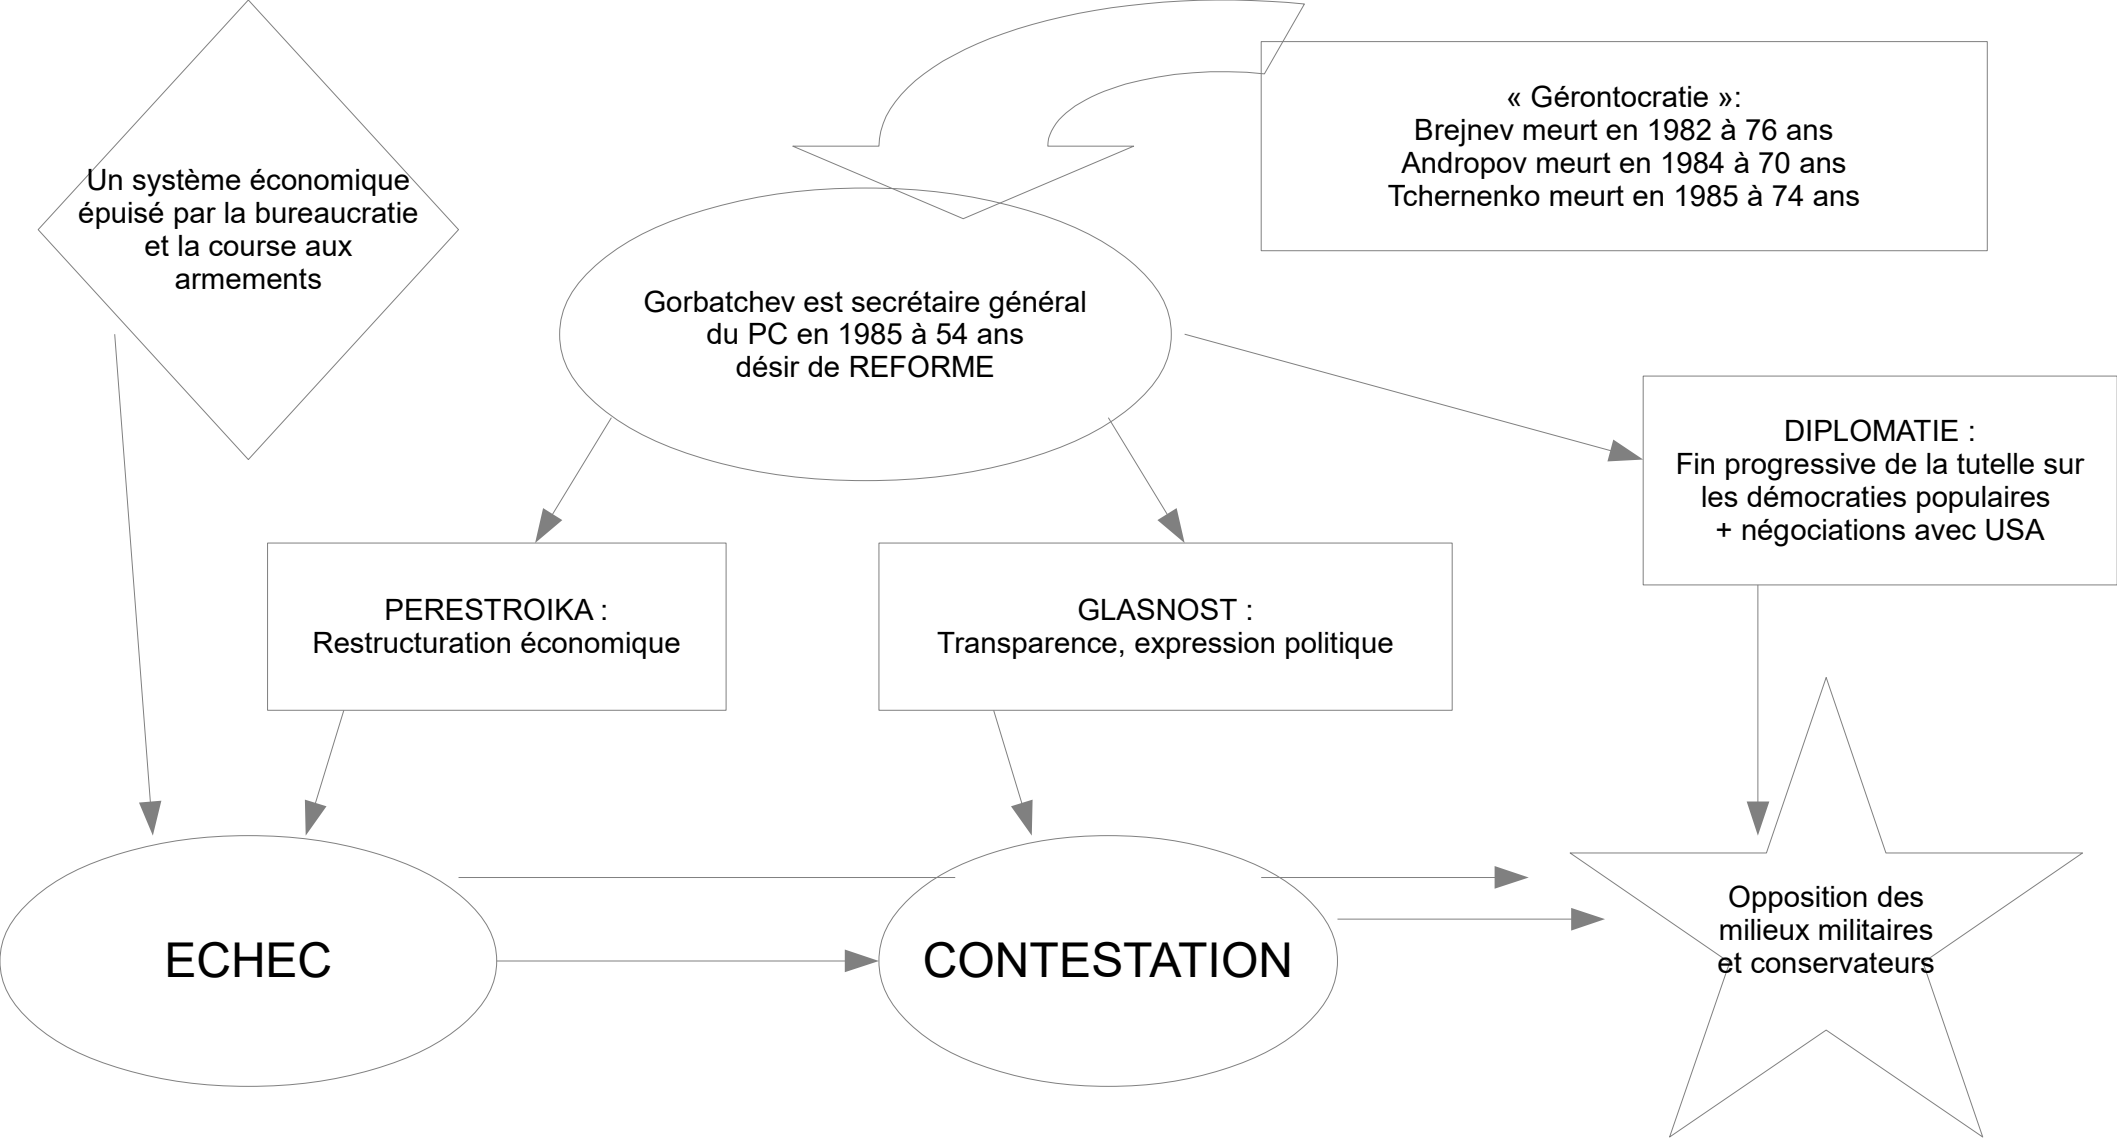 « Gérontocratie »:
Brejnev meurt en 1982 à 76 ans
Andropov meurt en 1984 à 70 ans
Tchernenko meurt en 1985 à 74 ans
Un système économique
épuisé par la bureaucratie
et la course aux
armements
Gorbatchev est secrétaire général
du PC en 1985 à 54 ans
désir de REFORME
DIPLOMATIE :
Fin progressive de la tutelle sur
les démocraties populaires
+ négociations avec USA
PERESTROIKA :
Restructuration économique
GLASNOST :
Transparence, expression politique
ECHEC
CONTESTATION
Opposition des
milieux militaires
et conservateurs